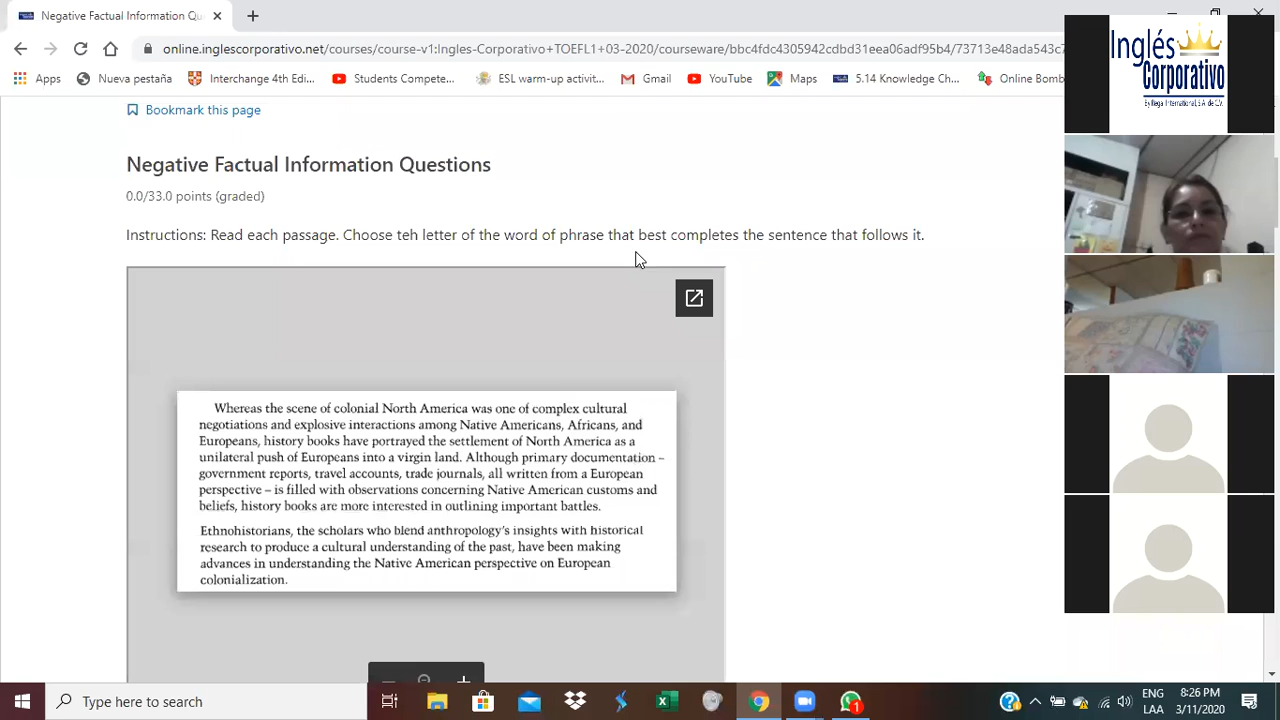 Negative Factual Information Qu
online.inglescorporativo.net/courses/course-v1:Ingles-Corporativo+TOEFL1+03-2020/courseware/bbc4fdc4305942cdbd31eea06adf95b4/73713e48ada543c7
Apps Nueva pestaña Interchange 4th Edi... Students Compete... ESL warm-up activit... Gmail YouTube Maps 5.14 Knowledge Ch... Online Bomb
Inglés
Corporativo
Bookmark this page
Negative Factual Information Questions
0.0/33.0 points (graded)
Instructions: Read each passage. Choose teh letter of the word of phrase that best completes the sentence that follows it.
Whereas the scene of colonial North America was one of complex cultural
negotiations and explosive interactions among Native Americans, Africans, and
Europeans, history books have portrayed the settlement of North America as a
unilateral push of Europeans into a virgin land. Although primary documentation –
government reports, travel accounts, trade journals, all written from a European
perspective – is filled with observations concerning Native American customs and
beliefs, history books are more interested in outlining important battles.
Ethnohistorians, the scholars who blend anthropology's insights with historical
research to produce a cultural understanding of the past, have been making
advances in understanding the Native American perspective on European
colonialization.
Type here to search
1
ENG 8:26 PM
LAA 3/11/2020